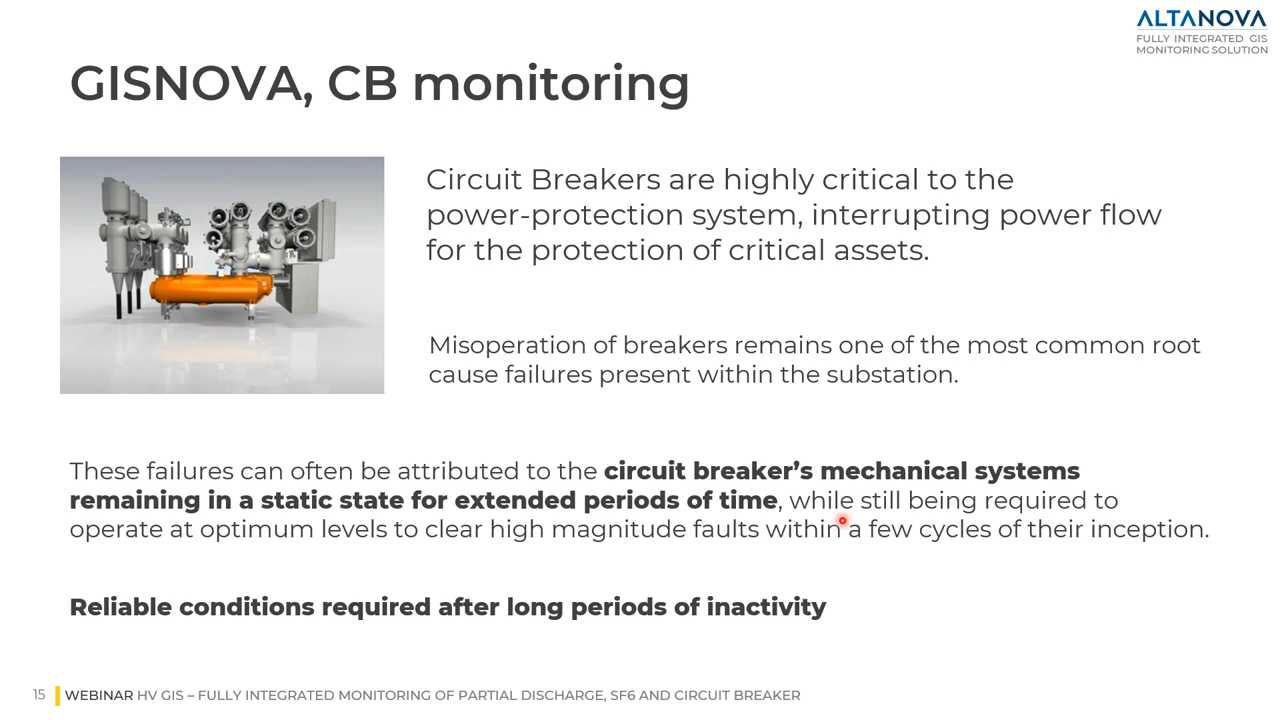 ALTANOVA
FULLY INTEGRATED GIS
MONITORING SOLUTION
GISNOVA, CB monitoring
Circuit Breakers are highly critical to the
power-protection system, interrupting power flow
for the protection of critical assets.
Misoperation of breakers remains one of the most common root
cause failures present within the substation.
These failures can often be attributed to the circuit breaker’s mechanical systems
remaining in a static state for extended periods of time, while still being required to
operate at optimum levels to clear high magnitude faults within a few cycles of their inception.
Reliable conditions required after long periods of inactivity
15 WEBINAR HV GIS – FULLY INTEGRATED MONITORING OF PARTIAL DISCHARGE, SF6 AND CIRCUIT BREAKER